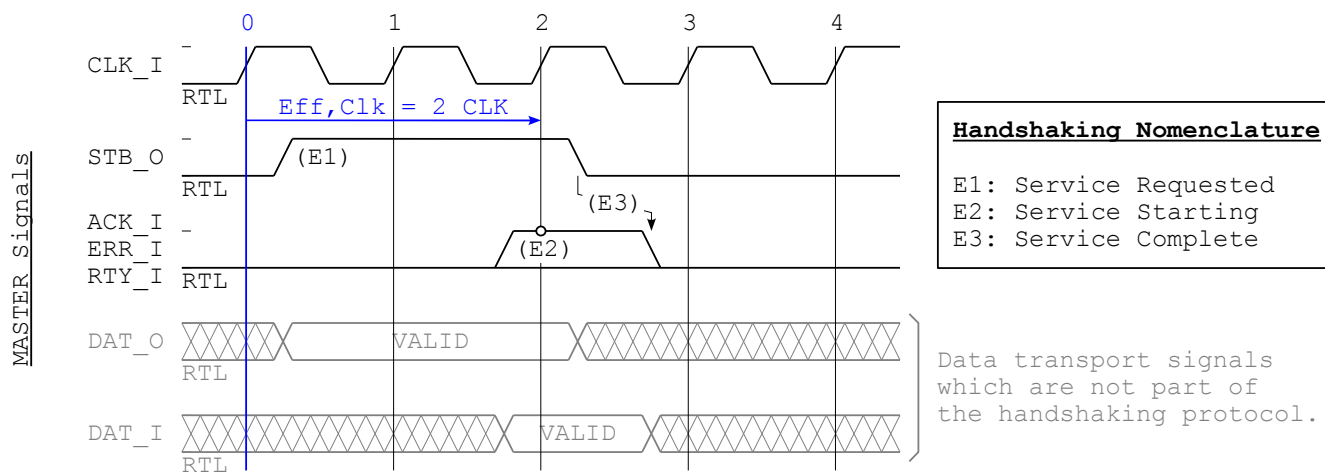 0 1 2 3 4
CLK_I
RTL
Eff,Clk = 2 CLK
STB_O
(E1)
RTL
(E3)
ACK_I
ERR_I
RTY_I
(E2)
RTL
MASTER Signals
DAT_O
VALID
RTL
DAT_I
VALID
RTL
Handshaking Nomenclature
E1: Service Requested
E2: Service Starting
E3: Service Complete
Data transport signals
which are not part of
the handshaking protocol.